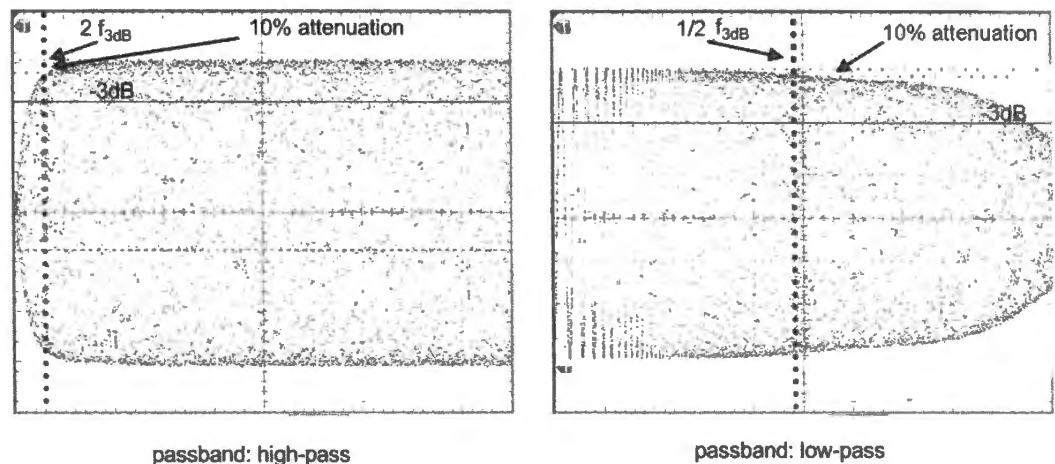 2 f3dB
10% attenuation
-3dB
1/2 f3dB
10% attenuation
3dB
passband: high-pass
passband: low-pass